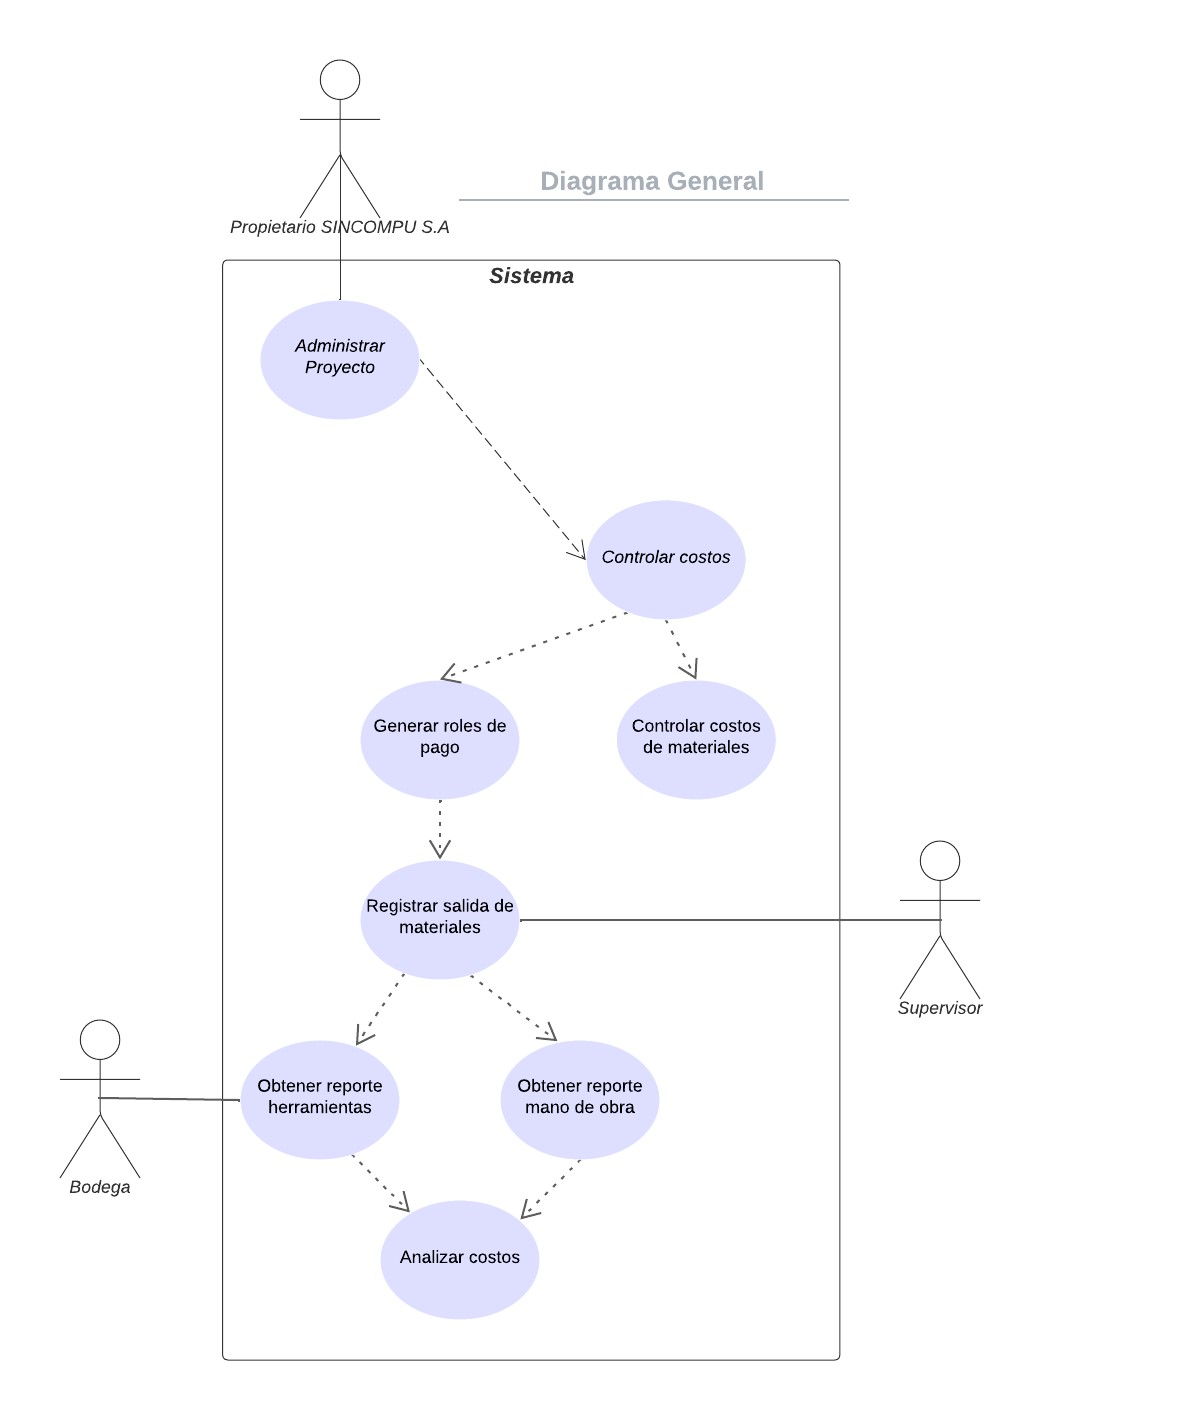 Diagrama General
Propietario SINCOMPU S.A
Sistema
Administrar
Proyecto
Controlar costos
Generar roles de
pago
Controlar costos
de materiales
Registrar salida de
materiales
Supervisor
Obtener reporte
herramientas
Obtener reporte
mano de obra
Bodega
Analizar costos